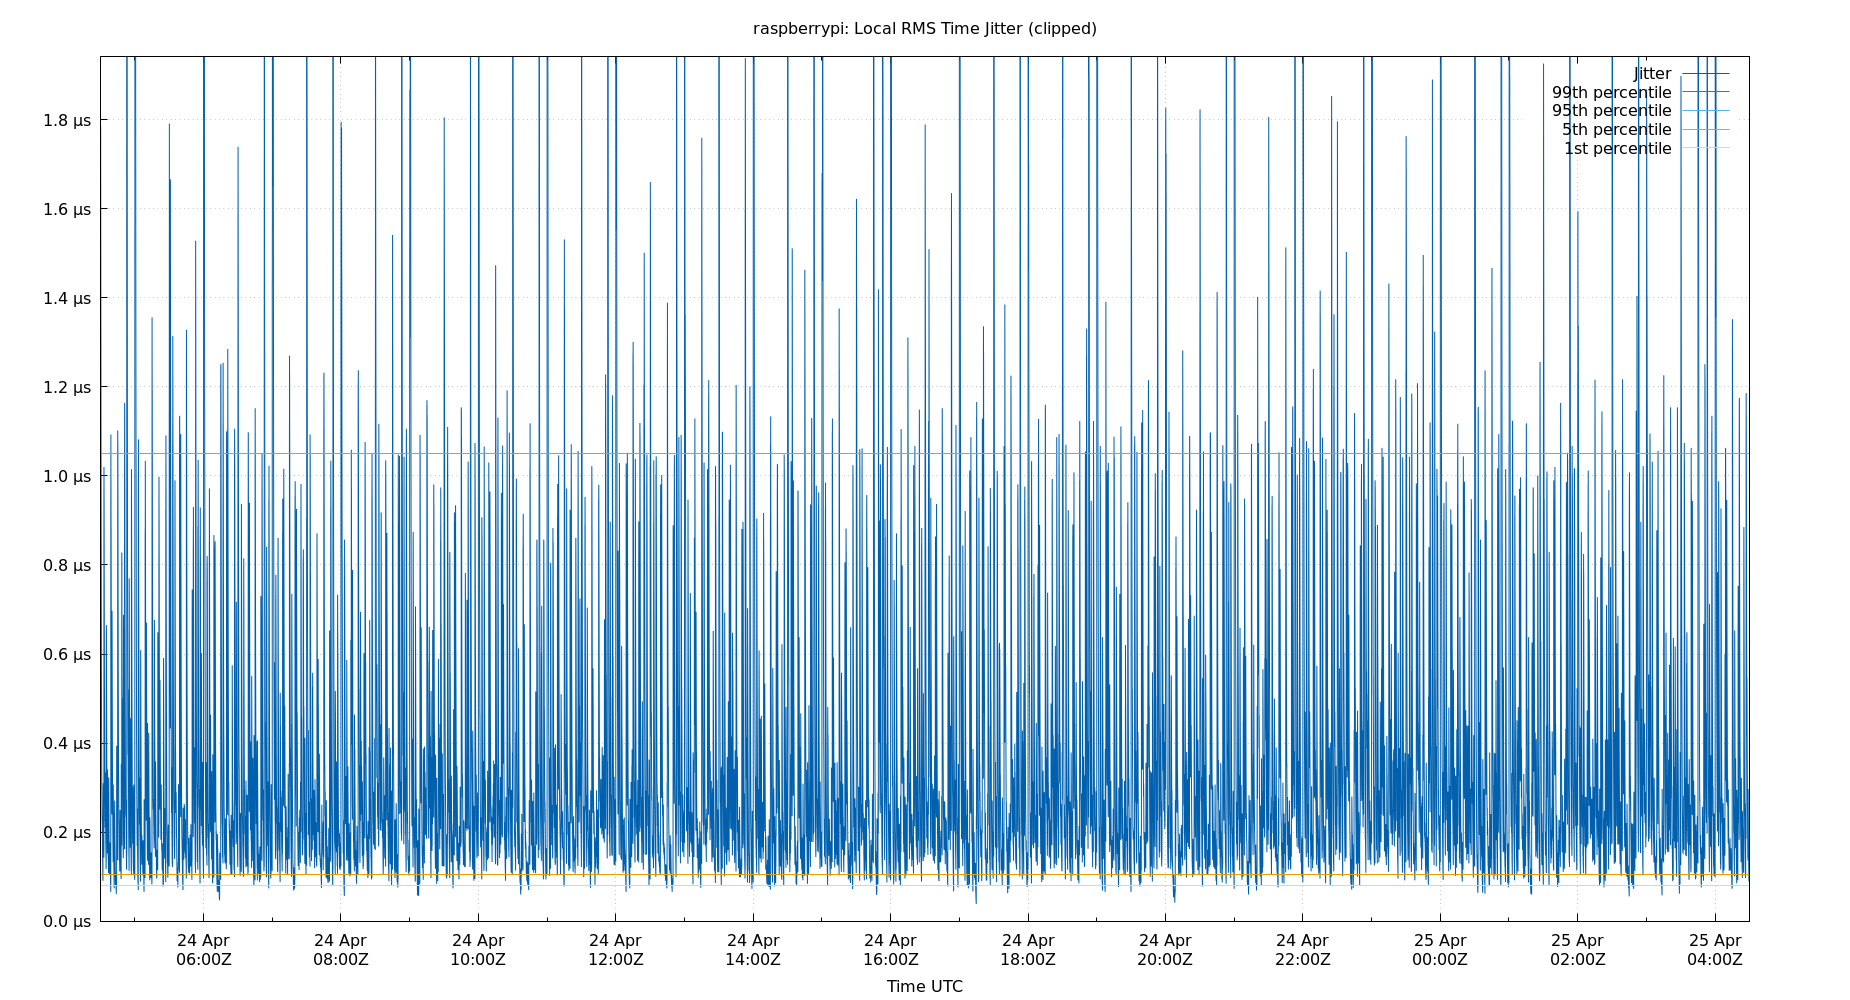 raspberrypi: Local RMS Time Jitter (clipped)
Jitter
99th percentile
95th percentile
5th percentile
1st percentile
1.8 µs
1.6 µs
1.4 µs
1.2 µs
1.0 µs
0.8 µs
0.6 µs
0.4 µs
0.2 µs
0.0 µs
24 Apr 24 Apr 24 Apr 24 Apr 24 Apr 24 Apr 24 Apr 24 Apr 24 Apr 25 Apr 25 Apr 25 Apr
06:00Z 08:00Z 10:00Z 12:00Z 14:00Z 16:00Z 18:00Z 20:00Z 22:00Z 00:00Z 02:00Z 04:00Z
Time UTC